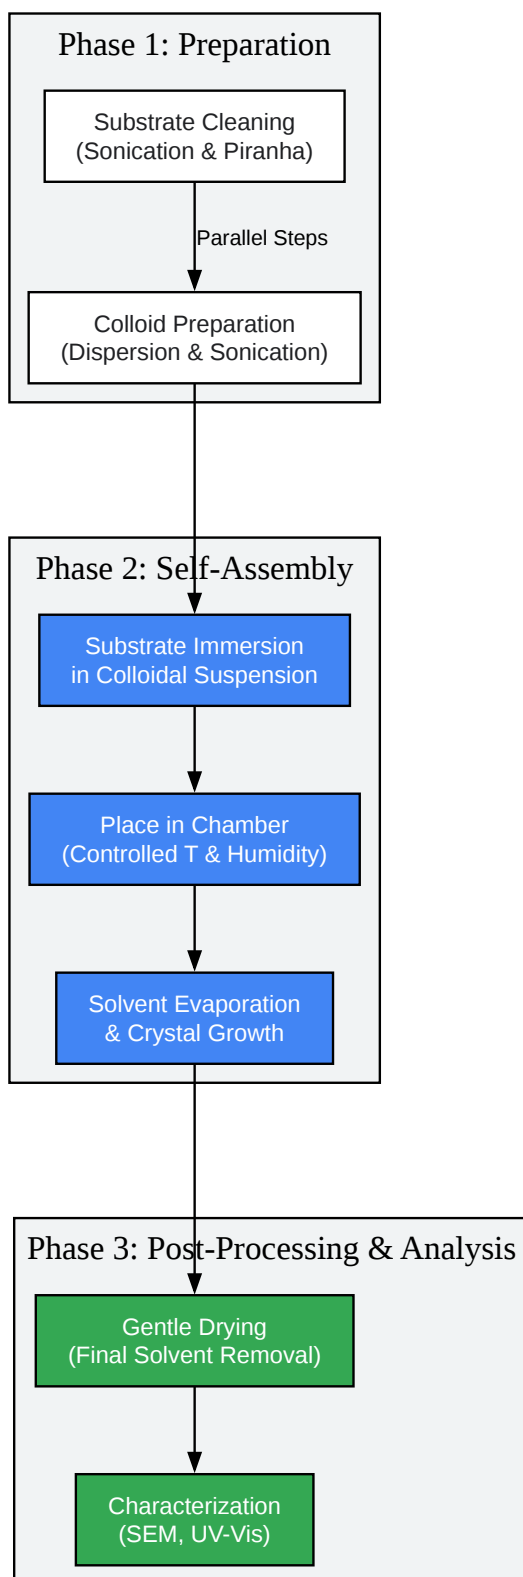 Phase 1: Preparation
Substrate Cleaning
(Sonication & Piranha)
Parallel Steps
Colloid Preparation
(Dispersion & Sonication)
Phase 2: Self-Assembly
Substrate Immersion
in Colloidal Suspension
Place in Chamber
(Controlled T & Humidity)
Solvent Evaporation
& Crystal Growth
Phase 3: Post-Processing & Analysis
Gentle Drying
(Final Solvent Removal)
Characterization
(SEM, UV-Vis)